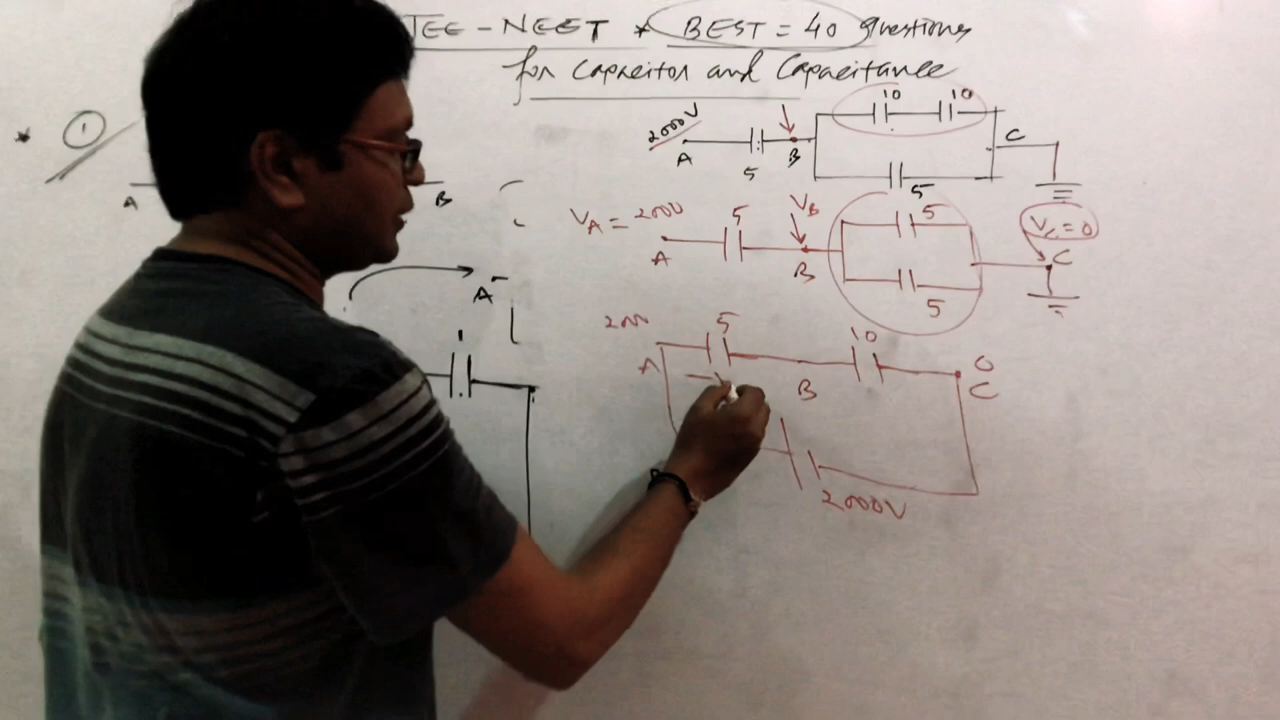 JEE - NEET * BEST = 40 Questions
for Capacitor and Capacitance
* 1
2000V
10 10
A 5 B 5 C
A B
VA = 2000 5 VB 5 VC = 0
A B 5 C
A
1
5 10 0
A B C
2000V